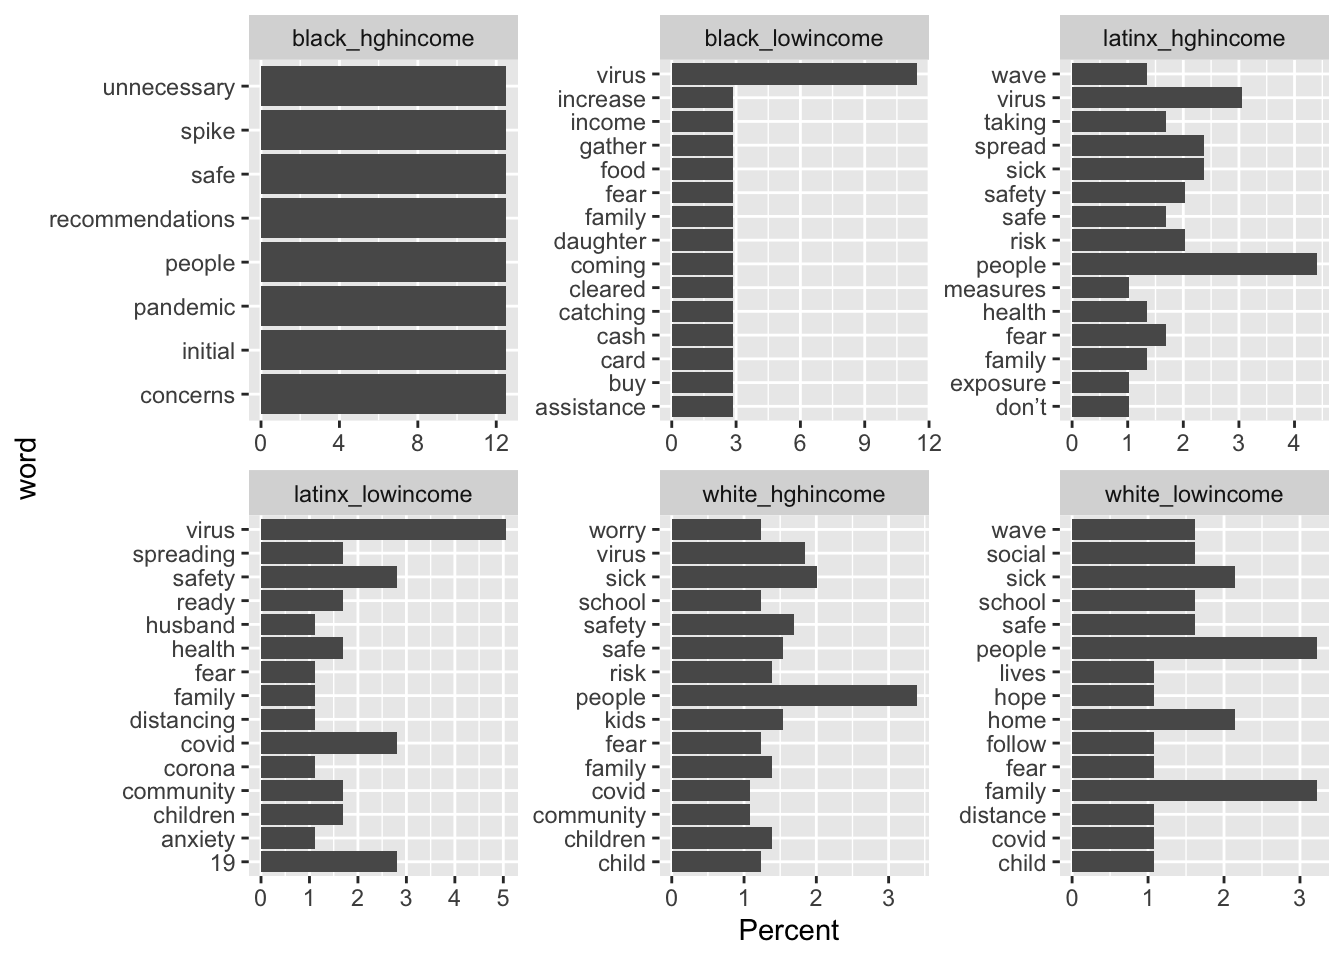 black_hghincome
unnecessary
spike
safe
recommendations
people
pandemic
initial
concerns
0 4 8 12
black_lowincome
virus
increase
income
gather
food
fear
family
daughter
coming
cleared
catching
cash
card
buy
assistance
0 3 6 9 12
latinx_hghincome
wave
virus
taking
spread
sick
safety
safe
risk
people
measures
health
fear
family
exposure
don’t
0 1 2 3 4
word
latinx_lowincome
virus
spreading
safety
ready
husband
health
fear
family
distancing
covid
corona
community
children
anxiety
19
0 1 2 3 4 5
white_hghincome
worry
virus
sick
school
safety
safe
risk
people
kids
fear
family
covid
community
children
child
0 1 2 3
white_lowincome
wave
social
sick
school
safe
people
lives
hope
home
follow
fear
family
distance
covid
child
0 1 2 3
Percent